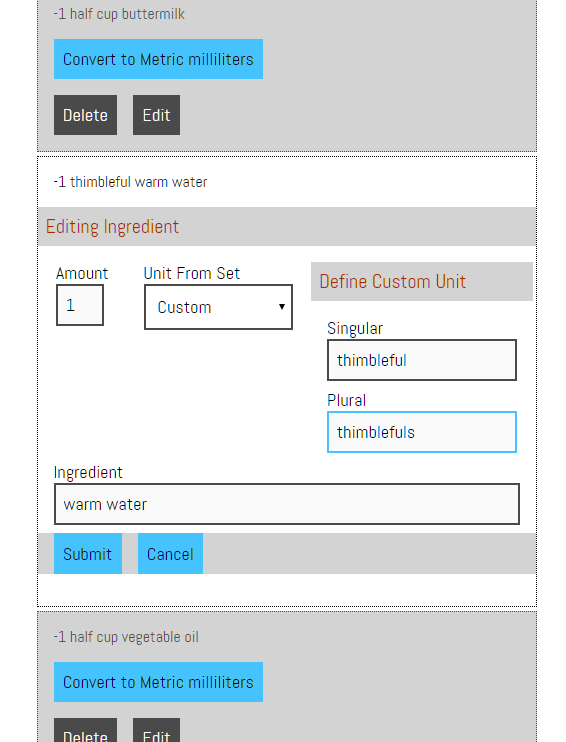 -1 half cup buttermilk
Convert to Metric milliliters
Delete Edit
-1 thimbleful warm water
Editing Ingredient
Amount Unit From Set
1 Custom
Define Custom Unit
Singular
thimbleful
Plural
thimblefuls
Ingredient
warm water
Submit Cancel
-1 half cup vegetable oil
Convert to Metric milliliters
Delete Edit